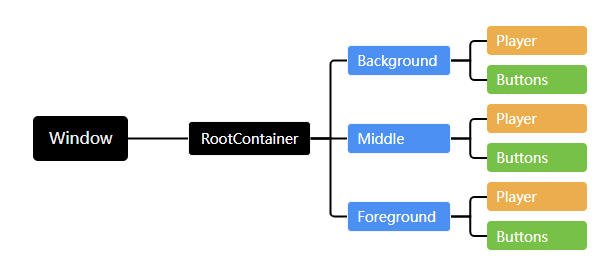 Window
RootContainer
Background
Player
Buttons
Middle
Player
Buttons
Foreground
Player
Buttons